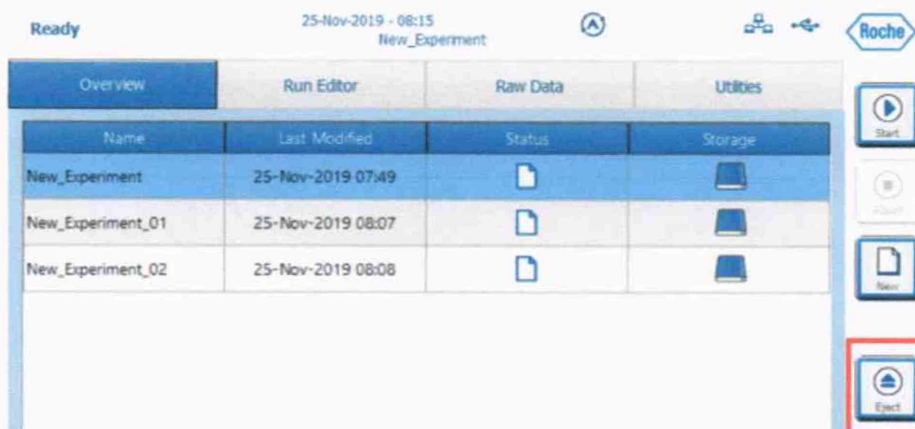 Ready
25-Nov-2019 - 08:15
New_Experiment
Roche
Overview Run Editor Raw Data Utilities
Start
Name Last Modified Status Storage
New_Experiment 25-Nov-2019 07:49
New_Experiment_01 25-Nov-2019 08:07
New_Experiment_02 25-Nov-2019 08:08
New
Eject